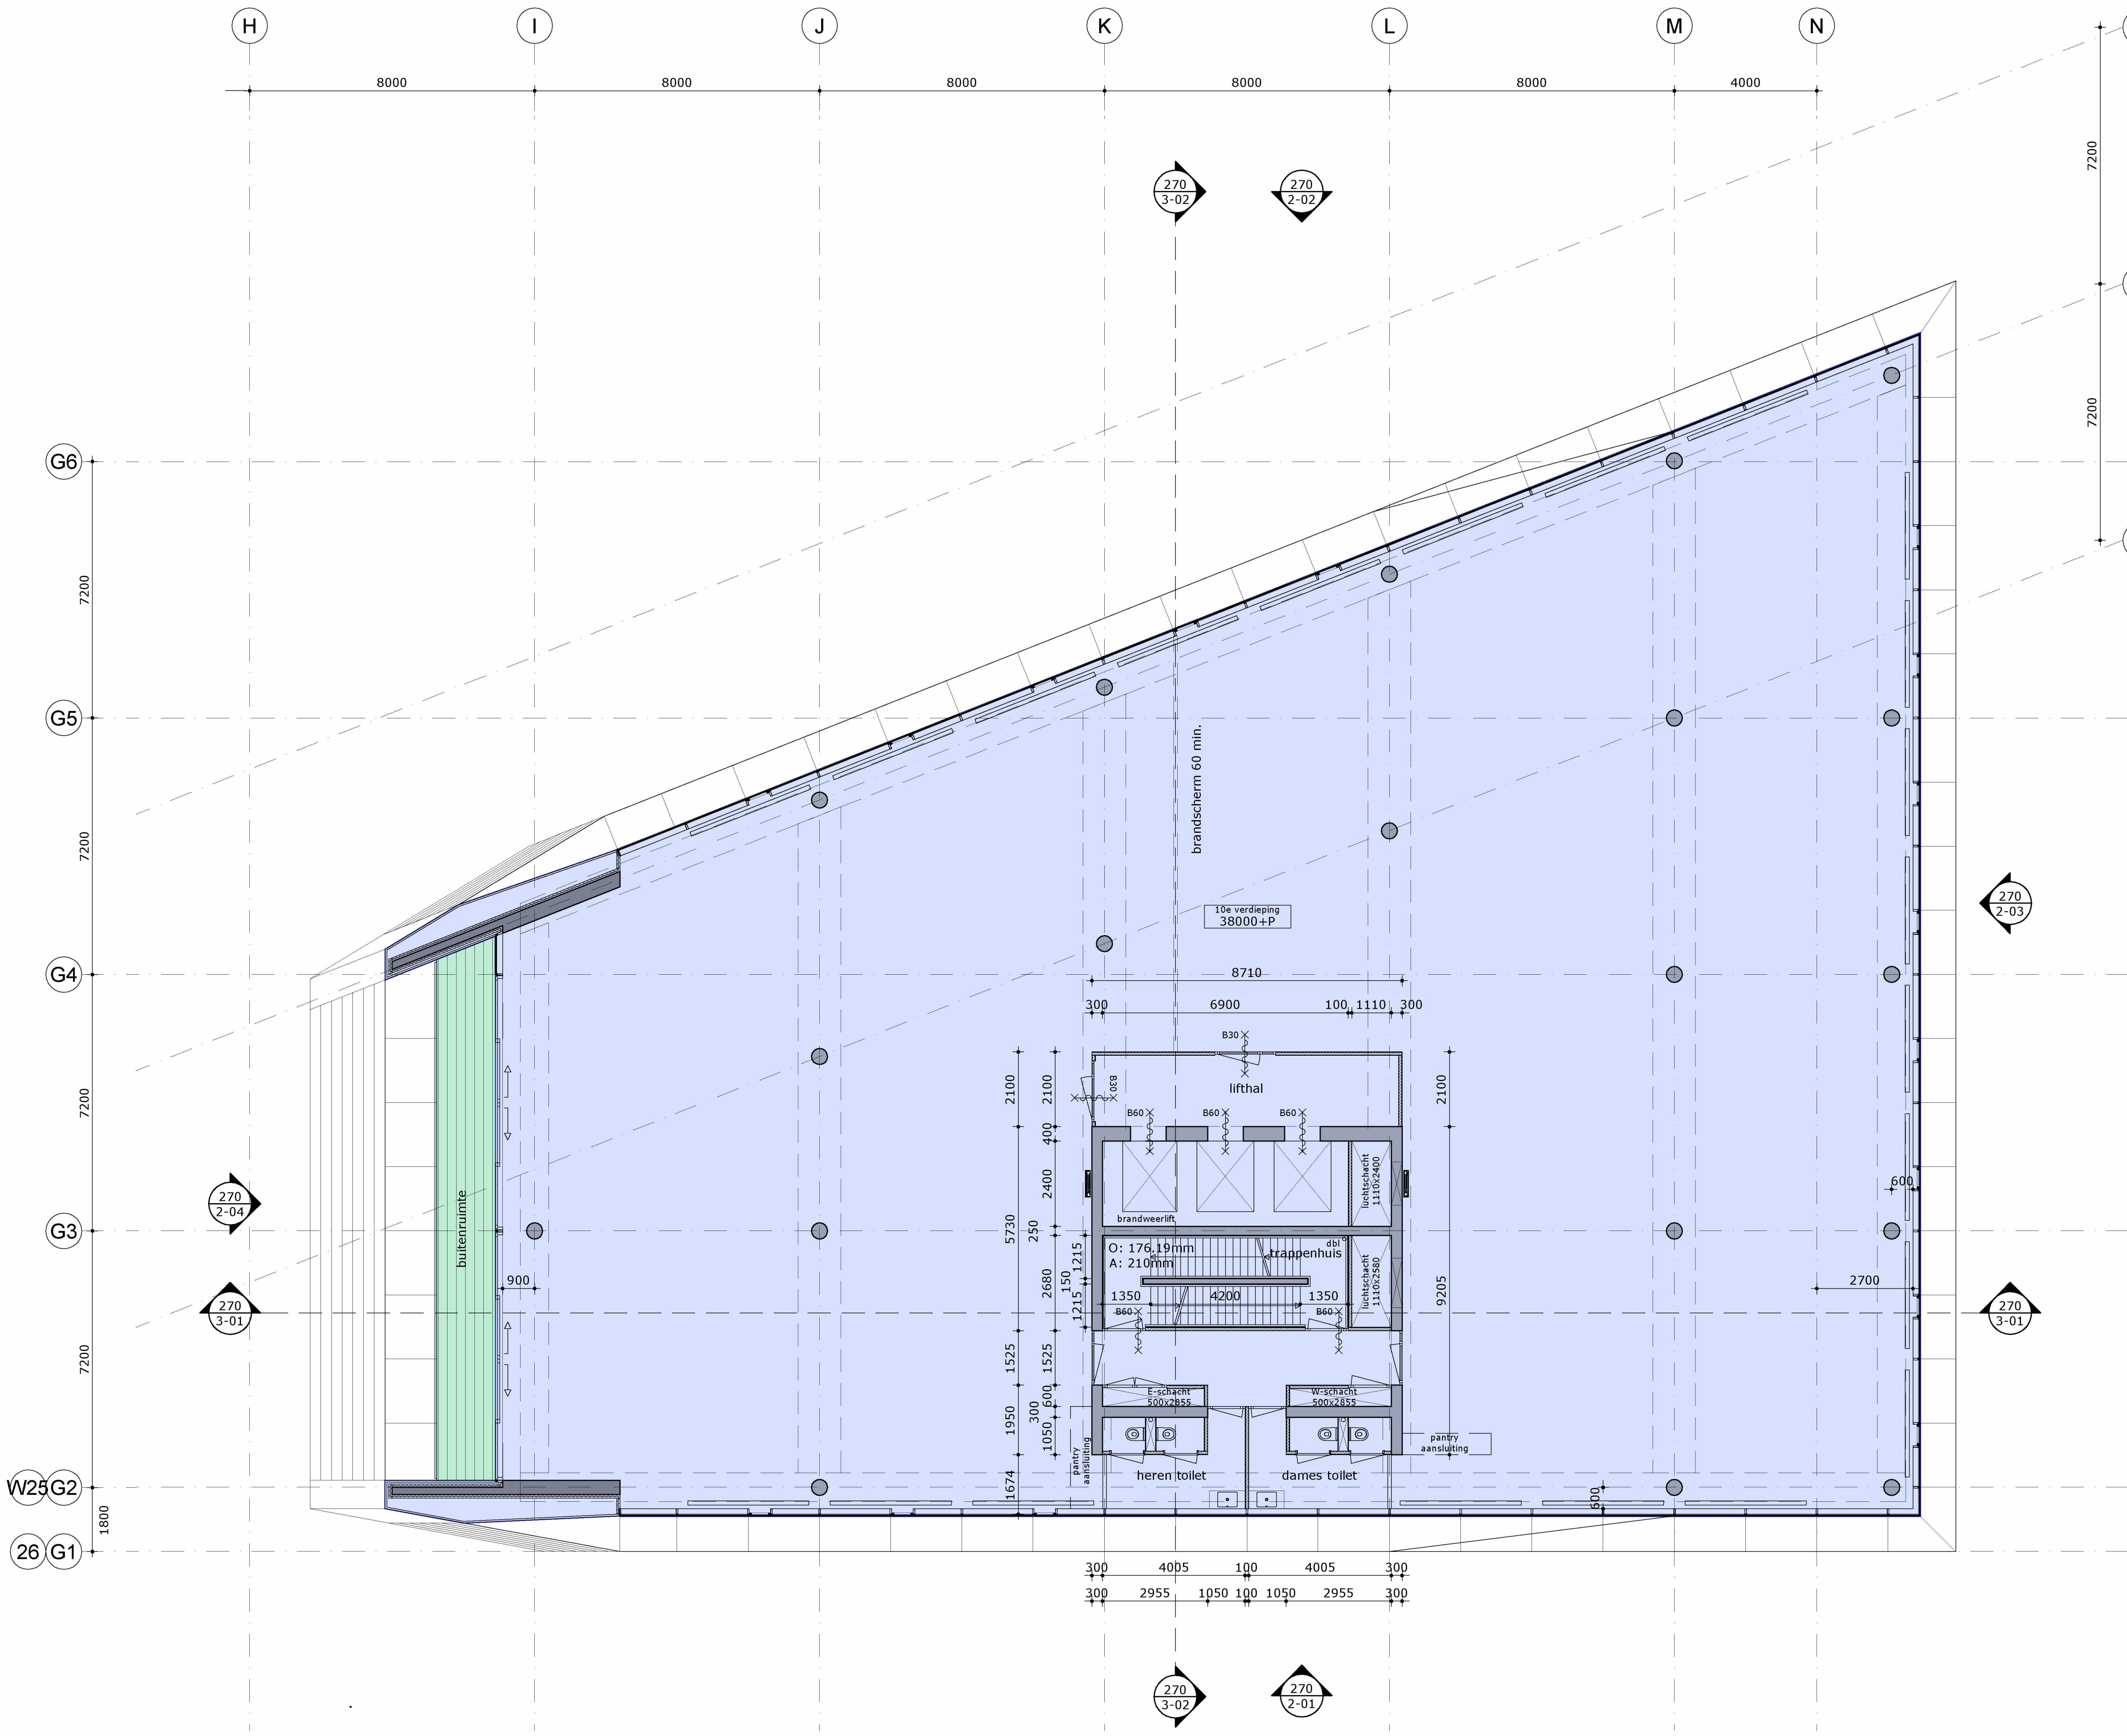 H I J K L M N
8000 8000 8000 8000 8000 4000
7200
7200
270
3-02
270
2-02
G6
7200
G5
7200
G4
7200
G3
7200
W25 G2
1800
26 G1
brandscherm 60 min.
10e verdieping
38000+P
270
2-03
8710
300 6900 100 1110 300
B30
lifthal
B30
2100 2100 2100
B60 B60 B60
400
2400
luchtschacht
1110x2400
brandweerlift
5730
250
O: 176.19mm
A: 210mm
dbl
trappenhuis
1215
150
1215
2680
luchtschacht
1110x2580
9205
1350 4200 1350
B60 B60
1525 1525
E-schacht
500x2855
W-schacht
500x2855
600
300
1950
1050
pantry
aansluiting
pantry
aansluiting
heren toilet
dames toilet
1674
600
600
2700
900
buitenruimte
270
2-04
270
3-01
270
3-01
300 4005 100 4005 300
300 2955 1050 100 1050 2955 300
270
3-02
270
2-01